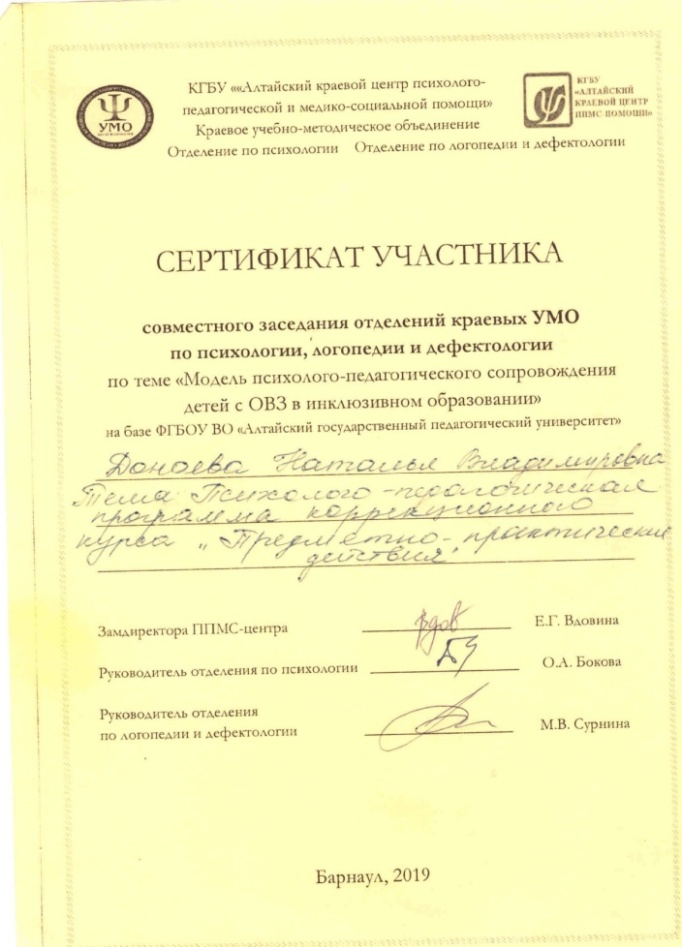 УМО
КГБУ ««Алтайский краевой центр психолого-
педагогической и медико-социальной помощи»
Краевое учебно-методическое объединение
Отделение по психологии Отделение по логопедии и дефектологии
КГБУ
«АЛТАЙСКИЙ
КРАЕВОЙ ЦЕНТР
ППМС-ПОМОЩИ»
СЕРТИФИКАТ УЧАСТНИКА
совместного заседания отделений краевых УМО
по психологии, логопедии и дефектологии
по теме «Модель психолого-педагогического сопровождения
детей с ОВЗ в инклюзивном образовании»
на базе ФГБОУ ВО «Алтайский государственный педагогический университет»
Доноева Наталья Владимировна
Тема Психолого-педагогическая
программа коррекционного
курса „Предметно-практические
действия"
Замдиректора ППМС-центра Вдов Е.Г. Вдовина
Руководитель отделения по психологии О.А. Бокова
Руководитель отделения
по логопедии и дефектологии М.В. Сурнина
Барнаул, 2019